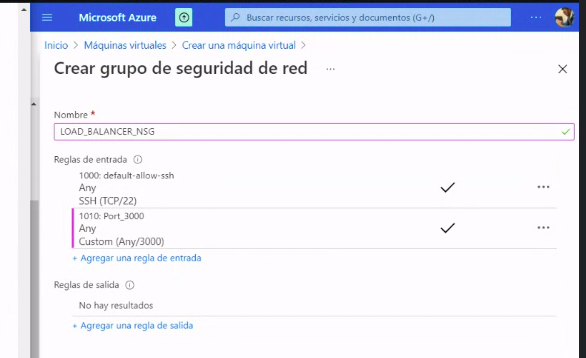 Microsoft Azure
Buscar recursos, servicios y documentos (G+/)
Inicio > Máquinas virtuales > Crear una máquina virtual >
Crear grupo de seguridad de red ...
Nombre *
LOAD_BALANCER_NSG
Reglas de entrada
1000: default-allow-ssh
Any
SSH (TCP/22)
1010: Port_3000
Any
Custom (Any/3000)
+ Agregar una regla de entrada
Reglas de salida
No hay resultados
+ Agregar una regla de salida